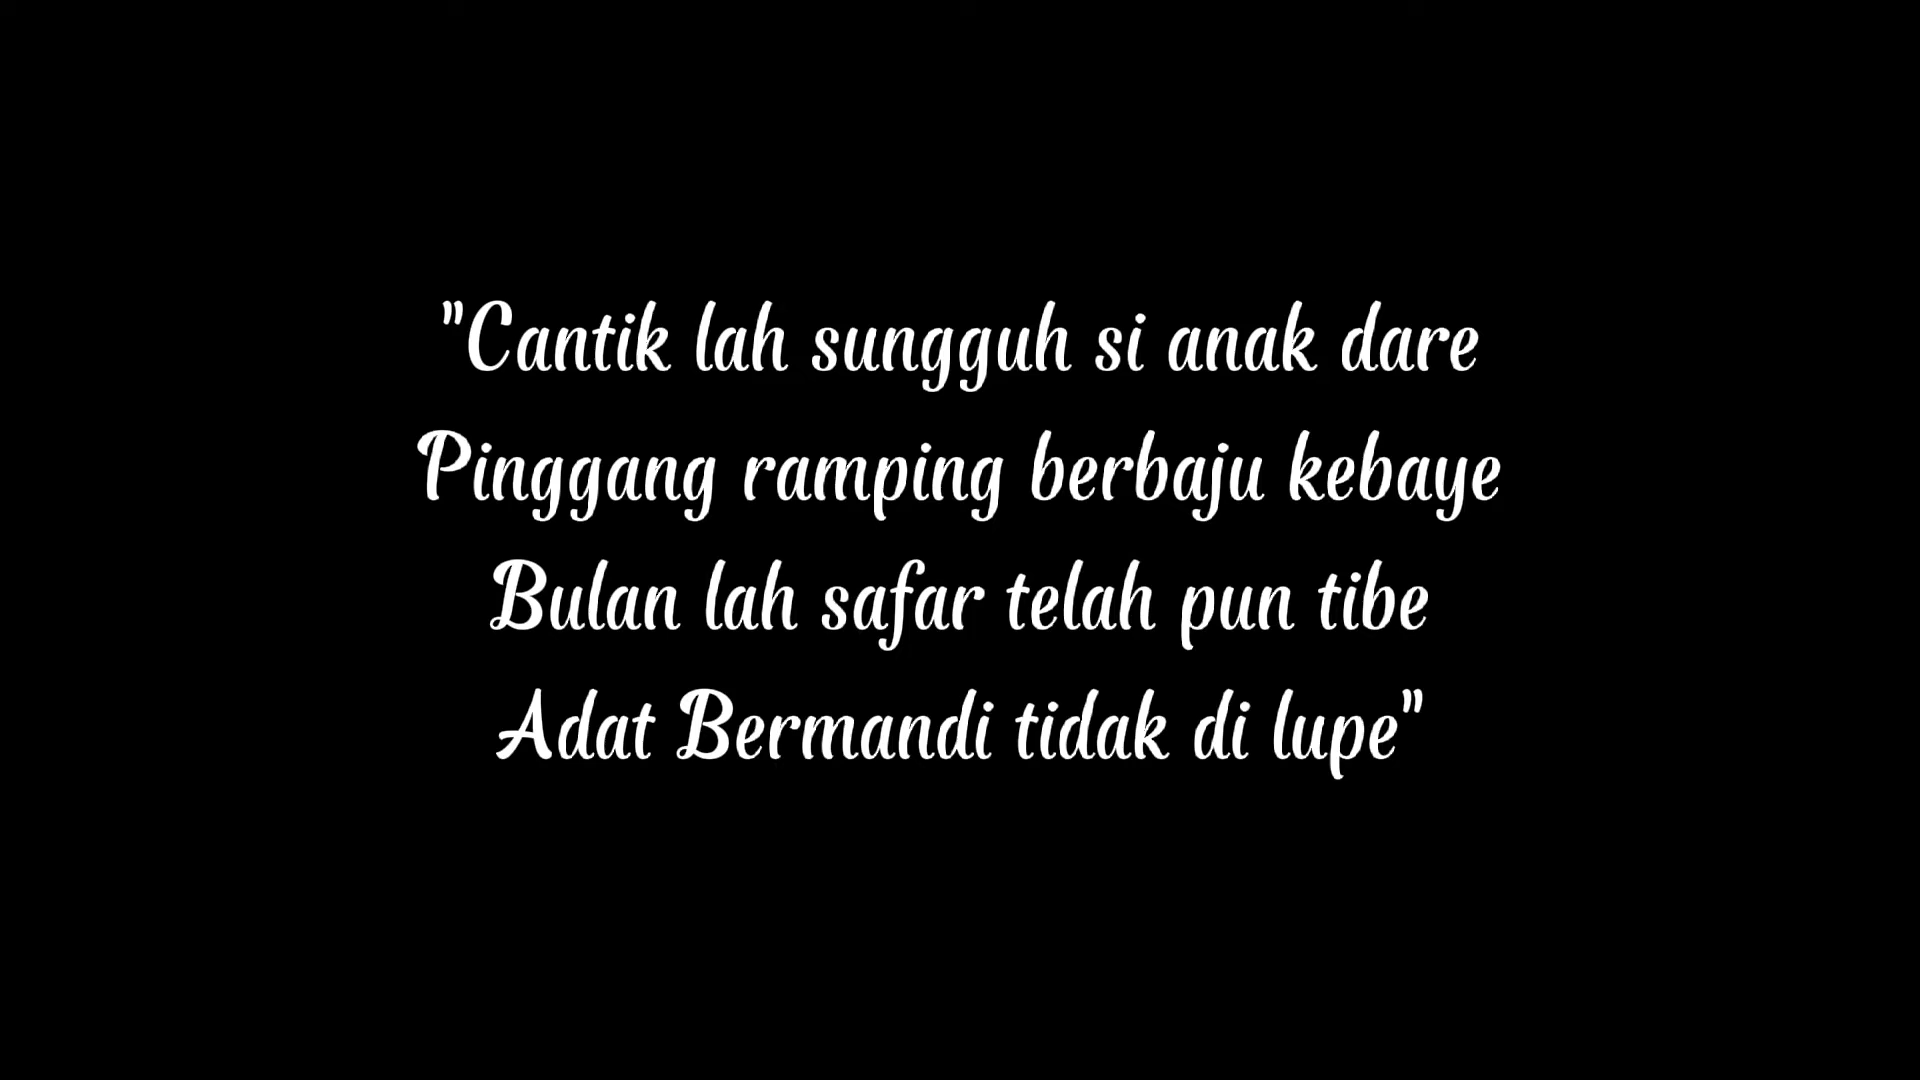 "Cantik lah sungguh si anak dare
Pinggang ramping berbaju kebaye
Bulan lah safar telah pun tibe
Adat Bermandi tidak di lupe"